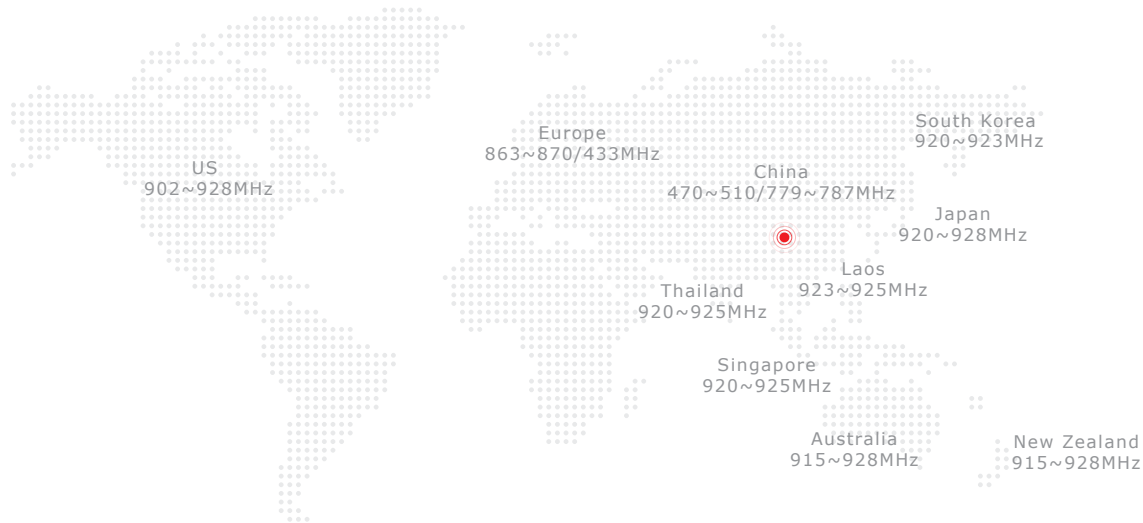 South Korea
920~923MHz
Europe
863~870/433MHz
US
902~928MHz
China
470~510/779~787MHz
Japan
920~928MHz
Laos
923~925MHz
Thailand
920~925MHz
Singapore
920~925MHz
Australia
915~928MHz
New Zealand
915~928MHz